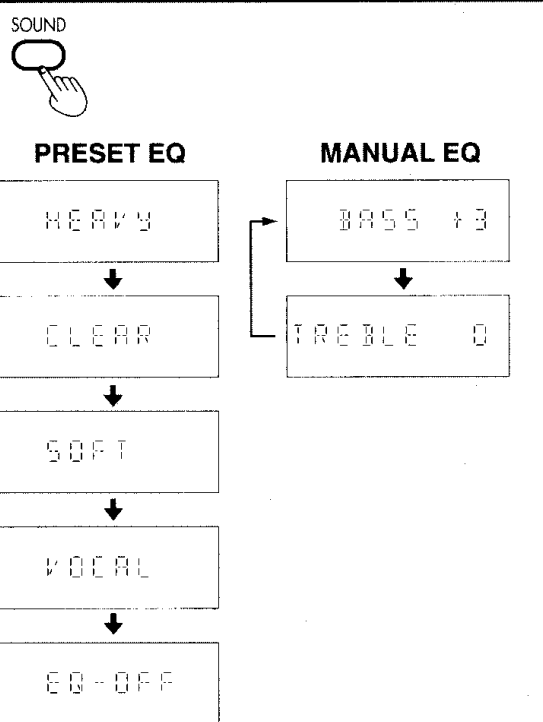 SOUND
PRESET EQ
HEAVY
CLEAR
SOFT
VOCAL
EQ-OFF
MANUAL EQ
BASS +3
TREBLE 0